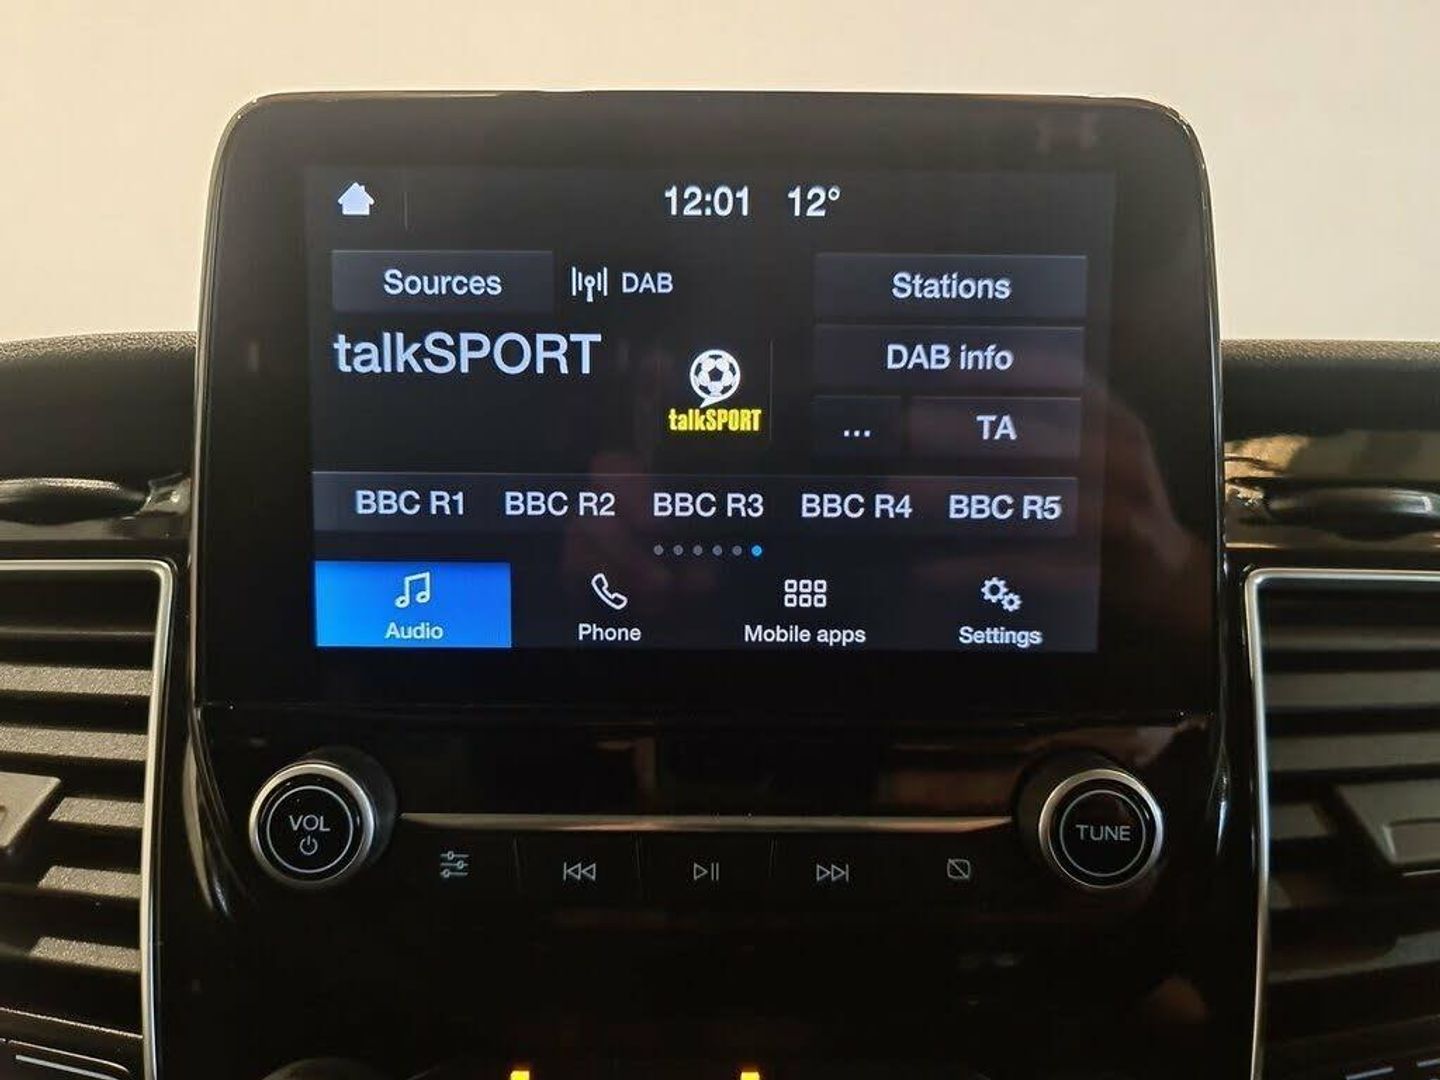 12:01 12°
Sources DAB Stations
talkSPORT
DAB info
talkSPORT
... TA
BBC R1 BBC R2 BBC R3 BBC R4 BBC R5
Audio Phone Mobile apps Settings
VOL
TUNE